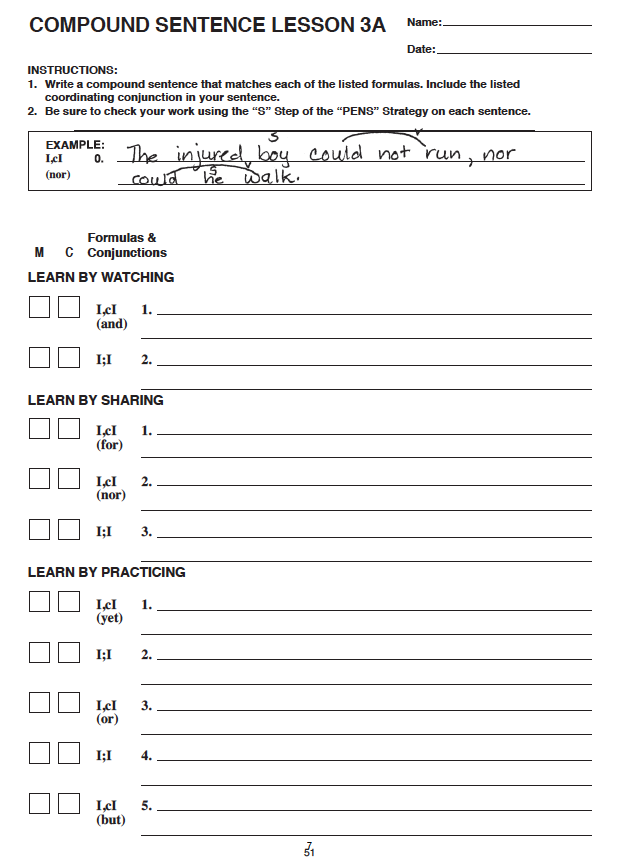 COMPOUND SENTENCE LESSON 3A
Name:
Date:
INSTRUCTIONS:
1. Write a compound sentence that matches each of the listed formulas. Include the listed
coordinating conjunction in your sentence.
2. Be sure to check your work using the “S” Step of the “PENS” Strategy on each sentence.
EXAMPLE:
S v
I,cI 0. The injured boy could not run, nor
(nor)
S v
could he walk.
Formulas &
M C Conjunctions
LEARN BY WATCHING
I,cI 1.
(and)
I;I 2.
LEARN BY SHARING
I,cI 1.
(for)
I,cI 2.
(nor)
I;I 3.
LEARN BY PRACTICING
I,cI 1.
(yet)
I;I 2.
I,cI 3.
(or)
I;I 4.
I,cI 5.
(but)
7
51